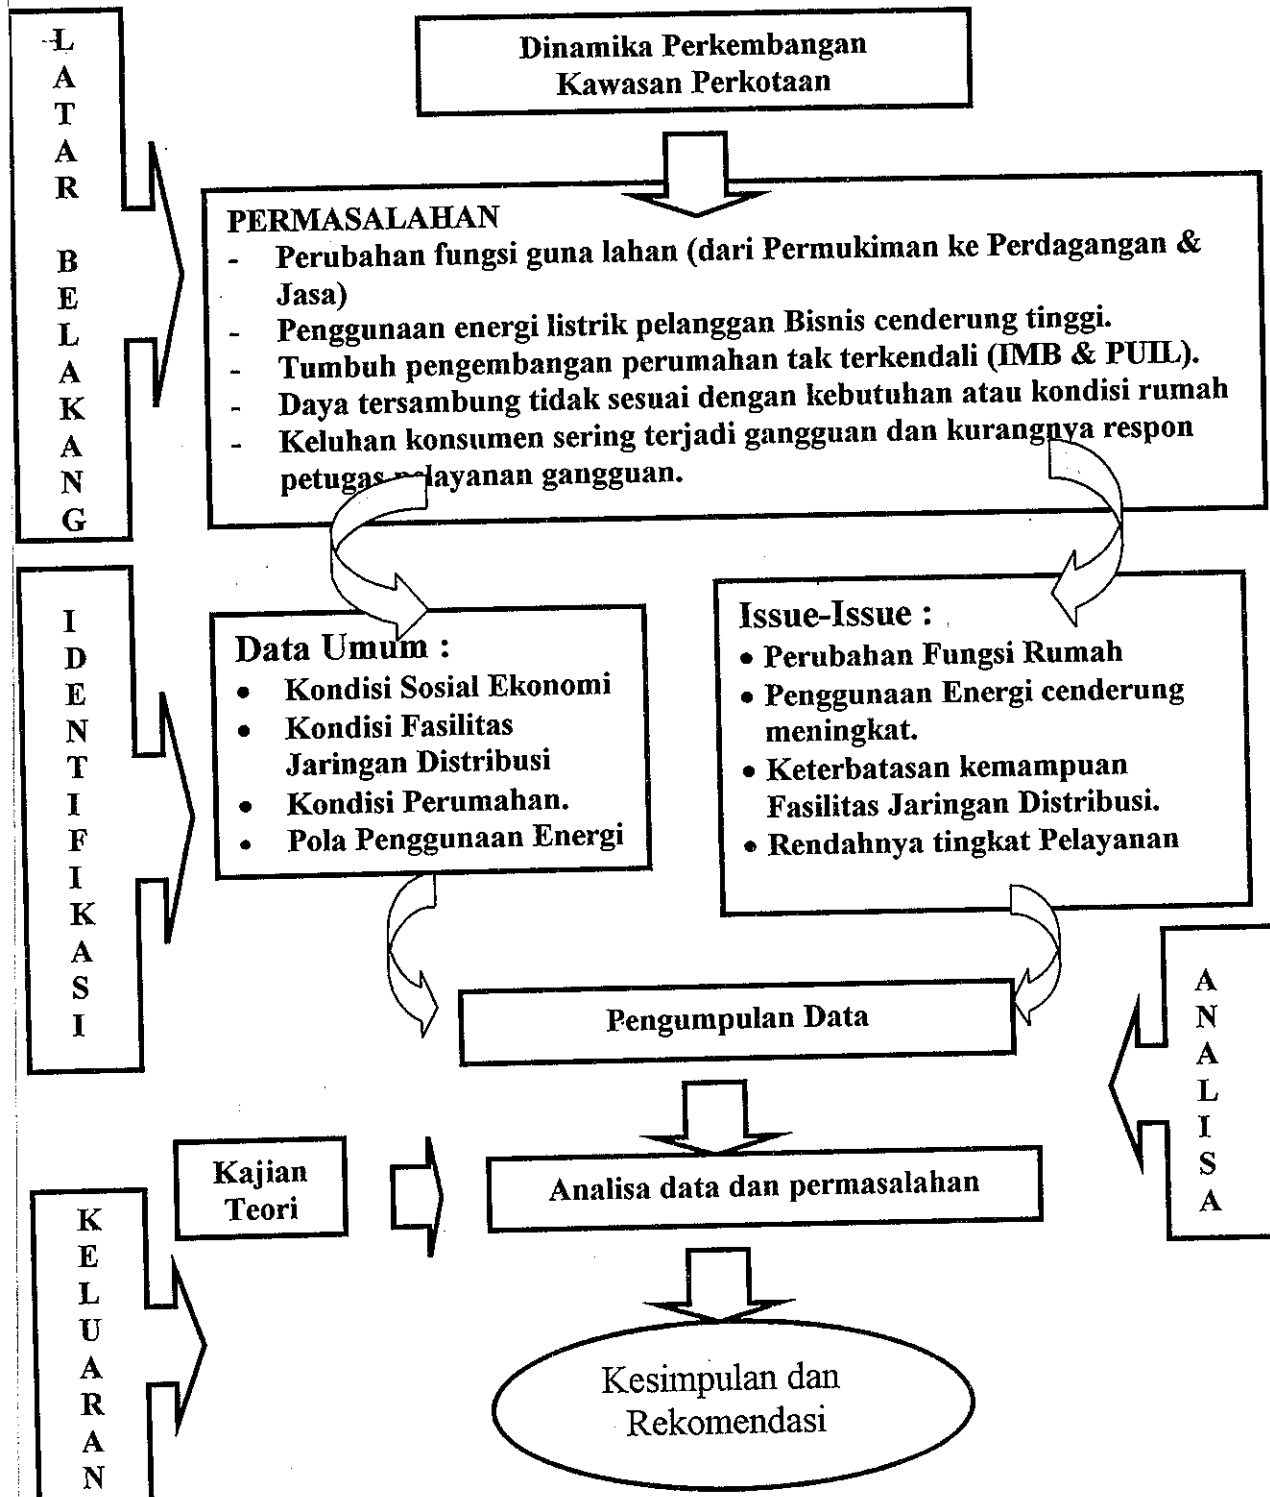 LATAR BELAKANG
Dinamika Perkembangan
Kawasan Perkotaan
PERMASALAHAN
- Perubahan fungsi guna lahan (dari Permukiman ke Perdagangan &
Jasa)
- Penggunaan energi listrik pelanggan Bisnis cenderung tinggi.
- Tumbuh pengembangan perumahan tak terkendali (IMB & PUIL).
- Daya tersambung tidak sesuai dengan kebutuhan atau kondisi rumah
- Keluhan konsumen sering terjadi gangguan dan kurangnya respon
petugas pelayanan gangguan.
IDENTIFIKASI
Data Umum :
• Kondisi Sosial Ekonomi
• Kondisi Fasilitas
Jaringan Distribusi
• Kondisi Perumahan.
• Pola Penggunaan Energi
Issue-Issue :
• Perubahan Fungsi Rumah
• Penggunaan Energi cenderung
meningkat.
• Keterbatasan kemampuan
Fasilitas Jaringan Distribusi.
• Rendahnya tingkat Pelayanan
Pengumpulan Data
ANALISA
Kajian
Teori
Analisa data dan permasalahan
KELUARAN
Kesimpulan dan
Rekomendasi